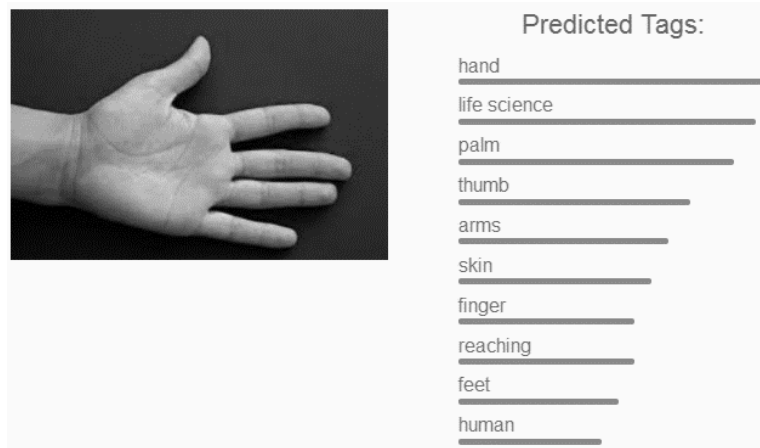 Predicted Tags:
hand
life science
palm
thumb
arms
skin
finger
reaching
feet
human